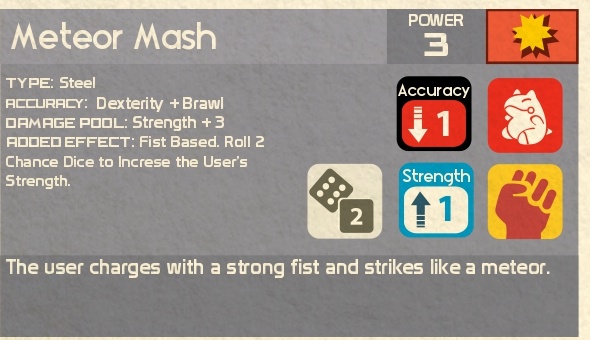 Meteor Mash
POWER
3
TYPE: Steel
ACCURACY: Dexterity +Brawl
DAMAGE POOL: Strength +3
ADDED EFFECT: Fist Based. Roll 2
Chance Dice to Increse the User's
Strength.
Accuracy
1
2
Strength
1
The user charges with a strong fist and strikes like a meteor.